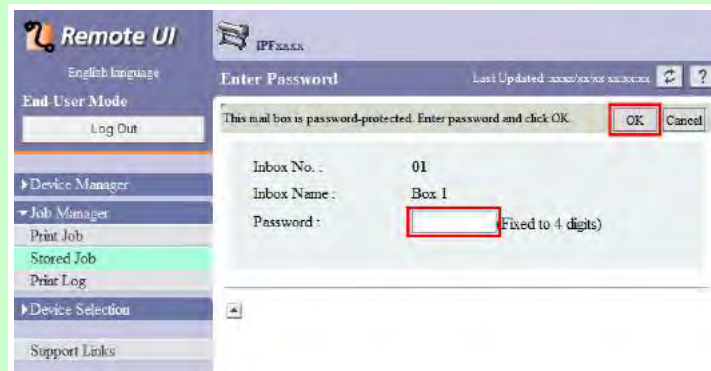 Remote UI
IPFxxxx
English language
Enter Password
Last Updated :xxxx/xx/xx xx:xx:xx
?
End-User Mode
Log Out
This mail box is password-protected. Enter password and click OK.
OK
Cancel
Inbox No. :
01
Inbox Name :
Box 1
Password :
(Fixed to 4 digits)
Device Manager
Job Manager
Print Job
Stored Job
Print Log
Device Selection
Support Links